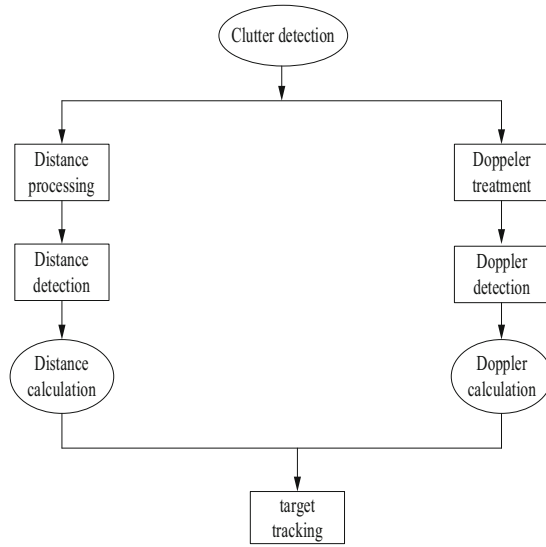 Clutter detection
Distance
processing
Doppeler
treatment
Distance
detection
Doppler
detection
Distance
calculation
Doppler
calculation
target
tracking